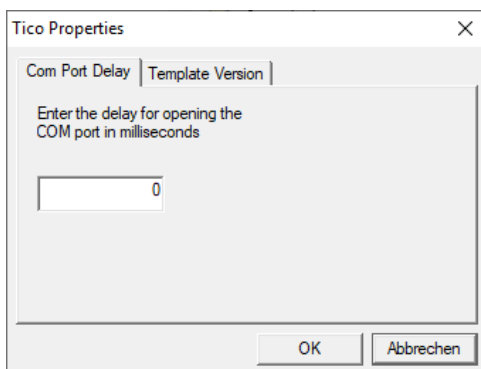 Tico Properties
Com Port Delay Template Version
Enter the delay for opening the
COM port in milliseconds
0
OK Abbrechen